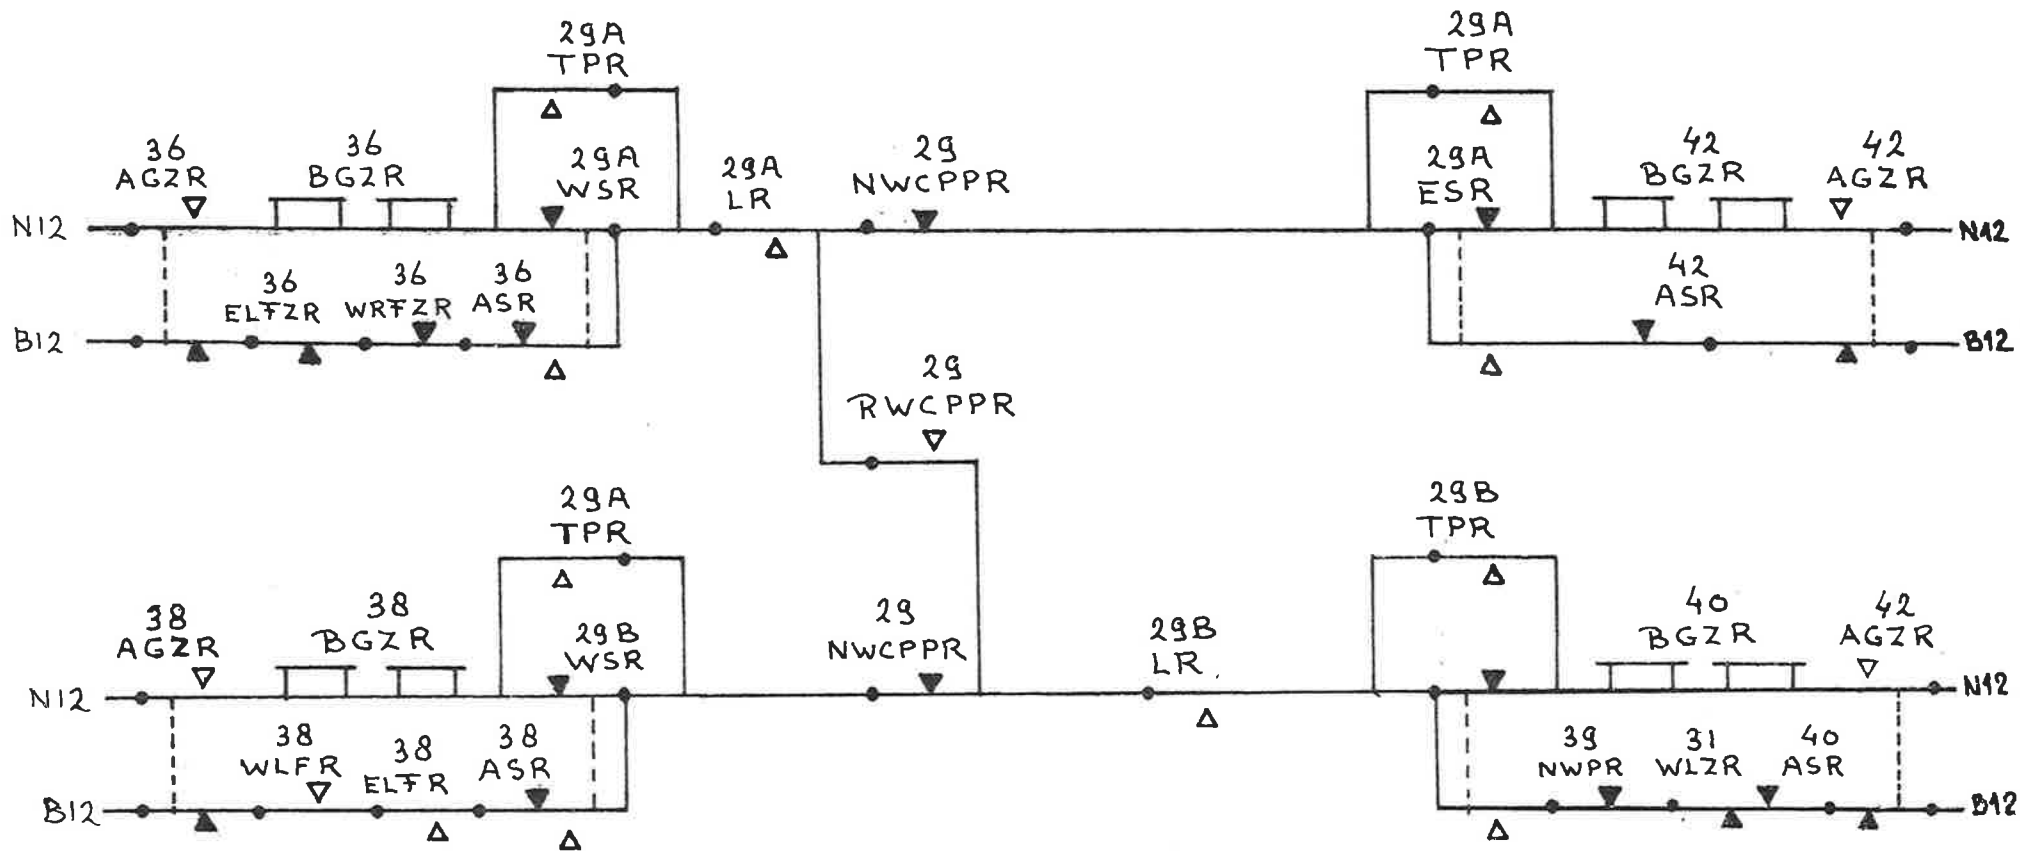 29A
TPR
29A
TPR
36
AGZR
36
BGZR
29A
WSR
29A
LR
29
NWCPPR
29A
ESR
42
BGZR
42
AGZR
N12
N12
36
ELFZR
36
WRFZR
36
ASR
42
ASR
B12
B12
29
RWCPPR
29A
TPR
29B
TPR
38
AGZR
38
BGZR
29B
WSR
29
NWCPPR
29B
LR
40
BGZR
42
AGZR
N12
N12
38
WLFR
38
ELFR
38
ASR
39
NWPR
31
WLZR
40
ASR
B12
B12